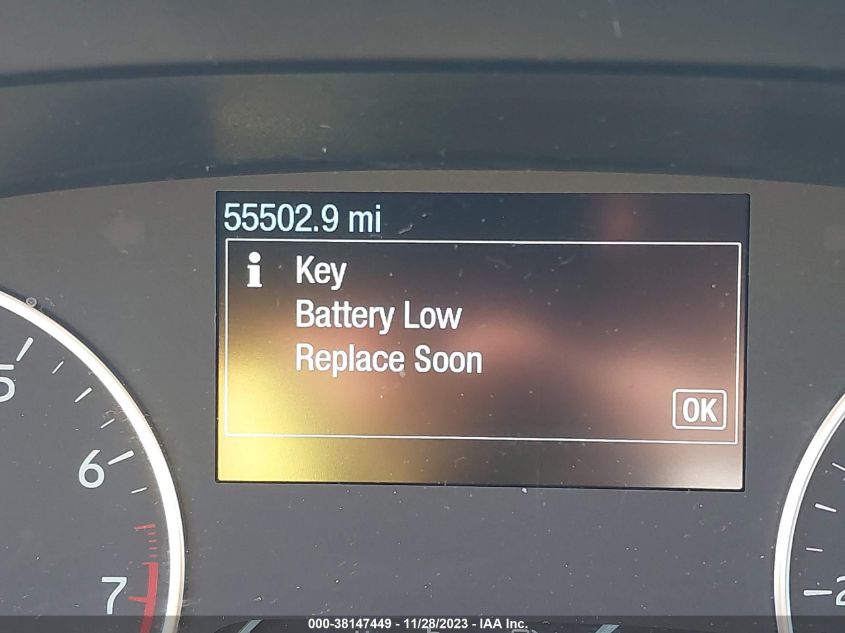 55502.9 mi
i Key
Battery Low
Replace Soon
OK
5
6
7
000-38147449 - 11/28/2023 - IAA Inc.